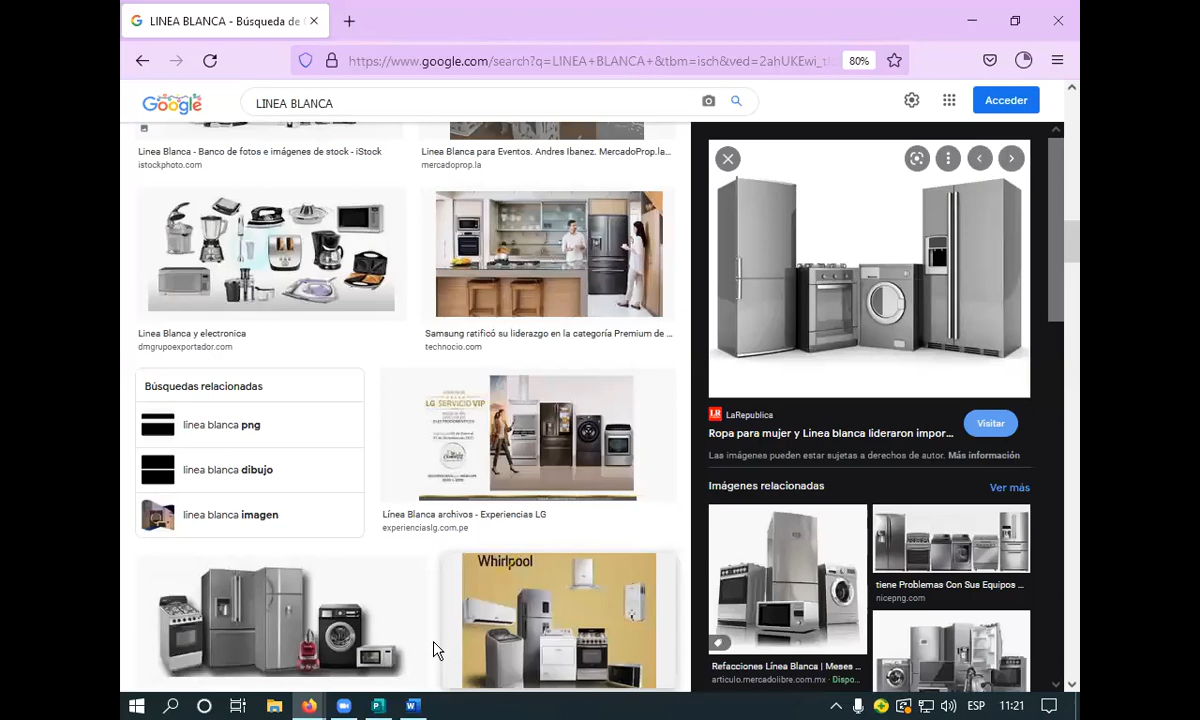 LINEA BLANCA - Búsqueda de
https://www.google.com/search?q=LINEA+BLANCA+&tbm=isch&ved=2ahUKEwi_
80%
Google
LINEA BLANCA
Acceder
Linea Blanca - Banco de fotos e imágenes de stock - iStock
istockphoto.com
Linea Blanca para Eventos. Andres Ibanez. MercadoProp.la...
mercadoprop.la
Linea Blanca y electronica
dmgrupoexportador.com
Samsung ratificó su liderazgo en la categoría Premium de ...
technocio.com
Búsquedas relacionadas
linea blanca png
linea blanca dibujo
linea blanca imagen
LG SERVICIO VIP
Línea Blanca archivos - Experiencias LG
experienciaslg.com.pe
Whirlpool
LR LaRepublica
Ropa para mujer y Linea blanca lideraron impor...
Visitar
Las imágenes pueden estar sujetas a derechos de autor. Más información
Imágenes relacionadas
Ver más
Refacciones Línea Blanca | Meses ...
articulo.mercadolibre.com.mx · Dispo...
tiene Problemas Con Sus Equipos ...
nicepng.com
ESP
11:21